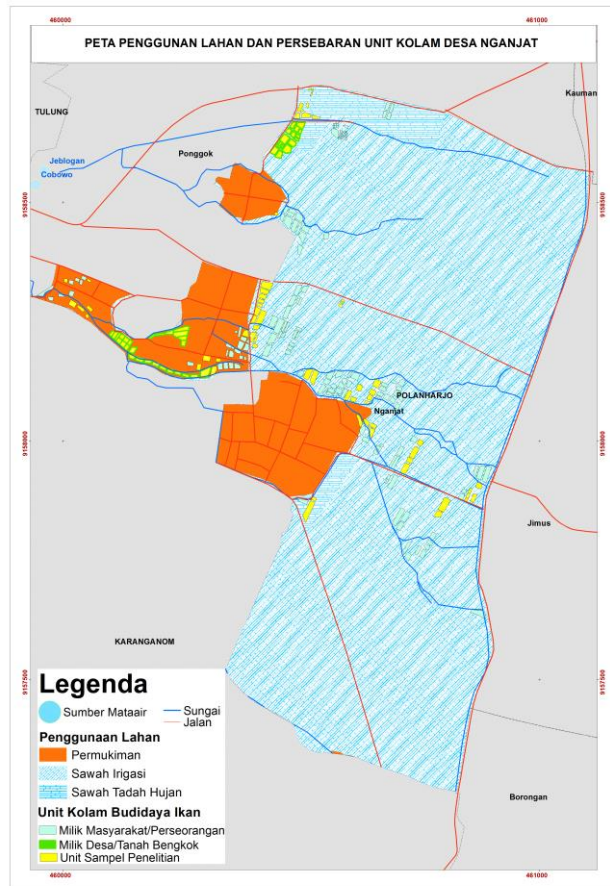 460000
461000
PETA PENGGUNAN LAHAN DAN PERSEBARAN UNIT KOLAM DESA NGANJAT
TULUNG
Kauman
Jeblogan
Ponggok
Cobowo
9158500
9158500
POLANHARJO
Nganjat
9158000
9158000
Jimus
KARANGANOM
9157500
9157500
Legenda
Sumber Mataair
Sungai
Jalan
Penggunaan Lahan
Permukiman
Sawah Irigasi
Sawah Tadah Hujan
Unit Kolam Budidaya Ikan
Milik Masyarakat/Perseorangan
Milik Desa/Tanah Bengkok
Unit Sampel Penelitian
Borongan
460000
461000